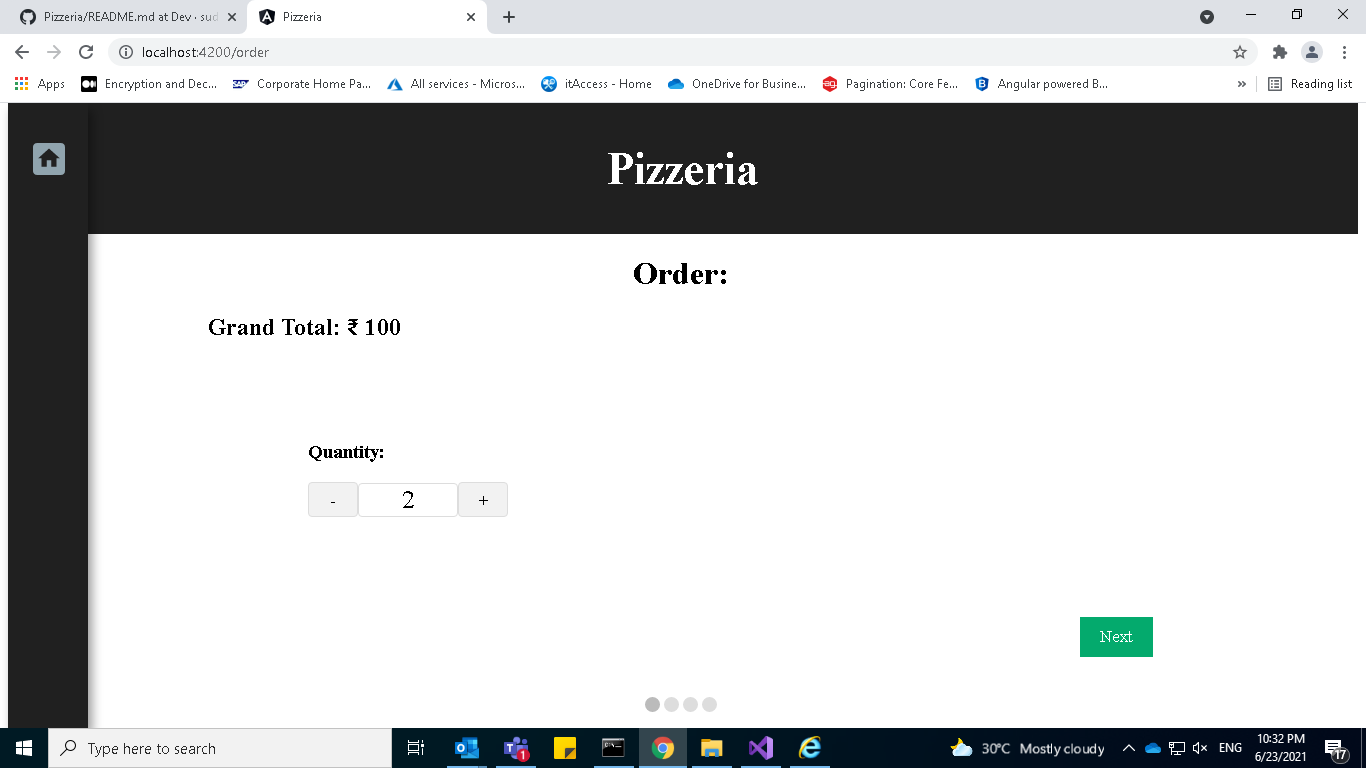 Pizzeria/README.md at Dev · sud
Pizzeria
localhost:4200/order
Apps
Encryption and Dec...
SAP
Corporate Home Pa...
All services - Micros...
itAccess - Home
OneDrive for Busine...
ag
Pagination: Core Fe...
B
Angular powered B...
»
Reading list
Pizzeria
Order:
Grand Total: ₹ 100
Quantity:
- 2 +
Next
Type here to search
1
30°C Mostly cloudy
ENG
10:32 PM
6/23/2021
17